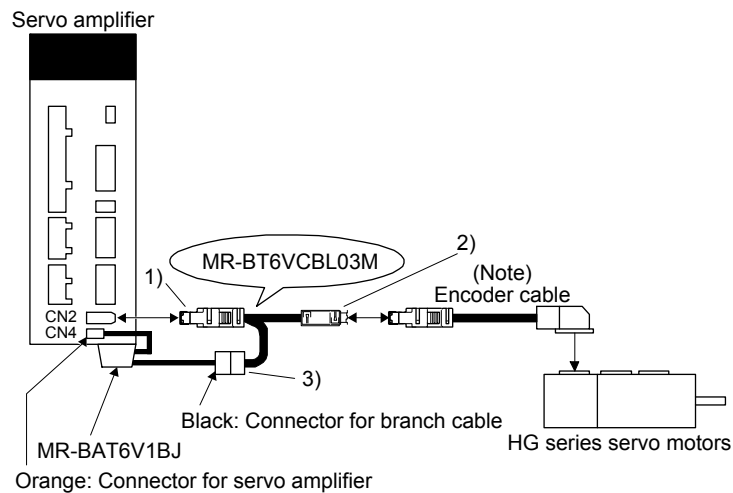 Servo amplifier
MR-BT6VCBL03M
1)
2)
(Note)
Encoder cable
CN2
CN4
3)
Black: Connector for branch cable
HG series servo motors
MR-BAT6V1BJ
Orange: Connector for servo amplifier